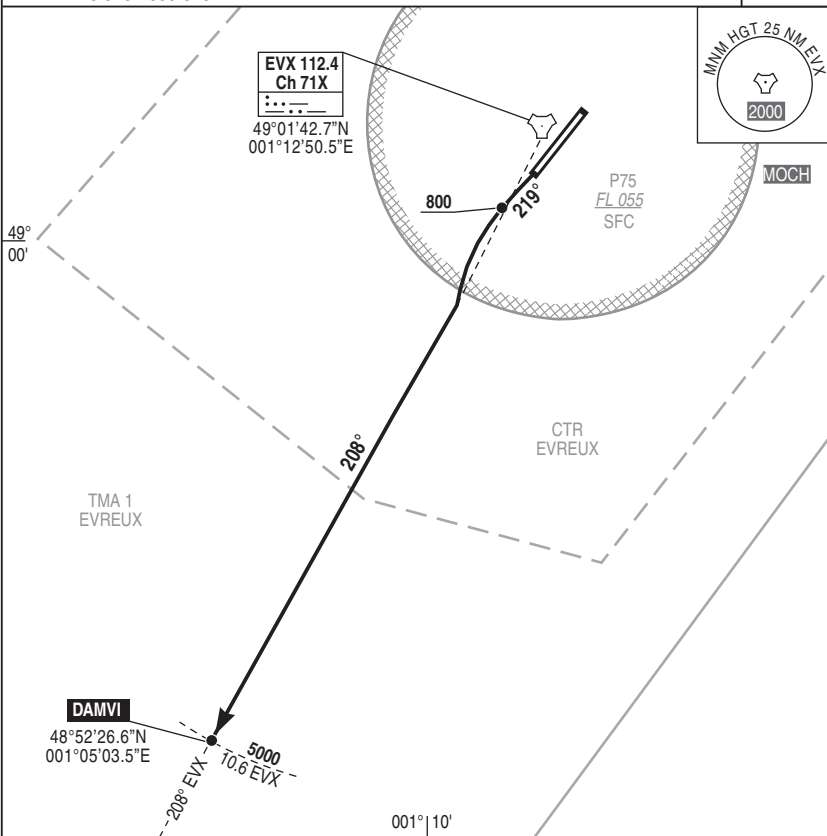 EVX 112.4
Ch 71X
49°01'42.7"N
001°12'50.5"E
MNM HGT 25 NM EVX
2000
MOCH
P75
FL 055
SFC
800
219°
49°
00'
208°
CTR
EVREUX
TMA 1
EVREUX
DAMVI
48°52'26.6"N
001°05'03.5"E
5000
10.6 EVX
208° EVX
001° 10'